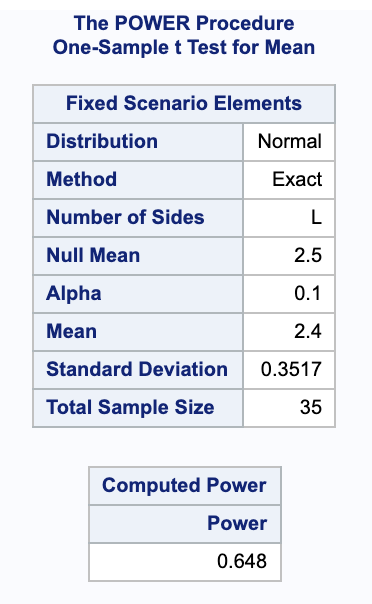 The POWER Procedure
One-Sample t Test for Mean
Fixed Scenario Elements
Distribution Normal
Method Exact
Number of Sides L
Null Mean 2.5
Alpha 0.1
Mean 2.4
Standard Deviation 0.3517
Total Sample Size 35
Computed Power
Power
0.648